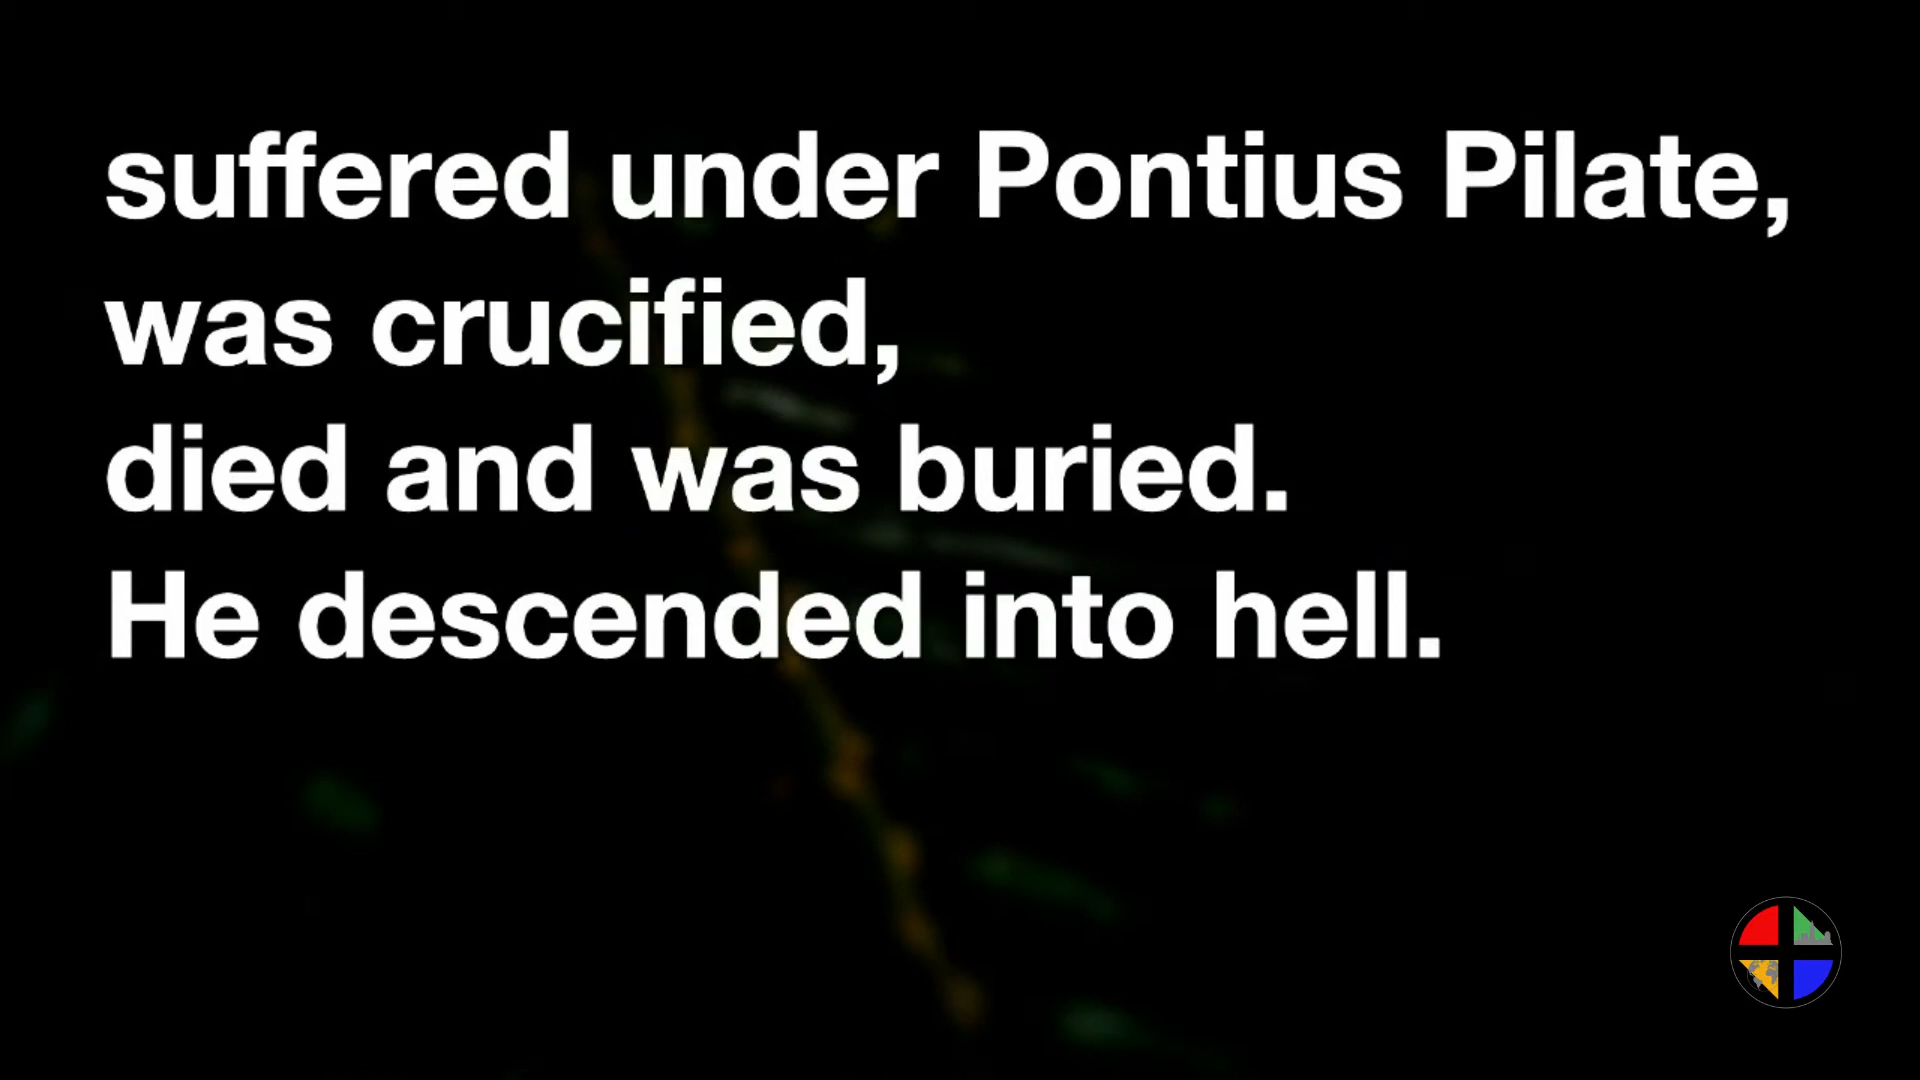 suffered under Pontius Pilate,
was crucified,
died and was buried.
He descended into hell.